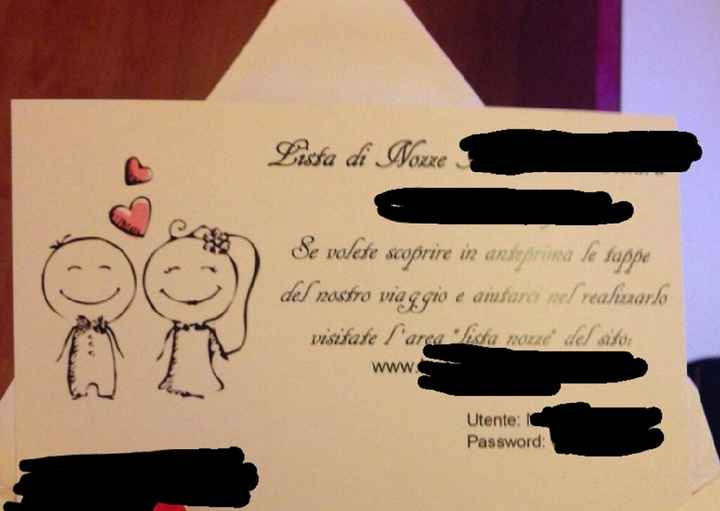 Lista di Nozze
Se volete scoprire in anteprima le tappe
del nostro viaggio e aiutarci nel realizzarlo
visitate l'area "lista nozze" del sito:
www.
Utente:
Password: